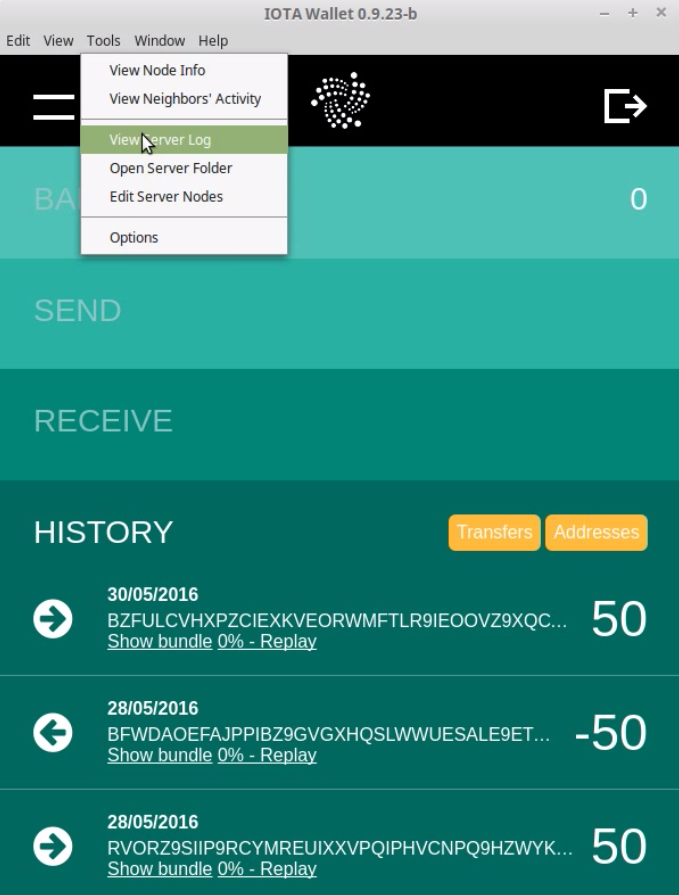 IOTA Wallet 0.9.23-b
Edit View Tools Window Help
View Node Info
View Neighbors' Activity
View Server Log
Open Server Folder
Edit Server Nodes
Options
0
SEND
RECEIVE
HISTORY Transfers Addresses
30/05/2016
BZFULCVHXPZCIEXKVEORWMFTLR9IEOOVZ9XQC... 50
Show bundle 0% - Replay
28/05/2016
BFWDAOEFAJPPIBZ9GVGXHQSLWWUESALE9ET... -50
Show bundle 0% - Replay
28/05/2016
RVORZ9SIIP9RCYMREUIXXVPQIPHVCNPQ9HZWYK... 50
Show bundle 0% - Replay